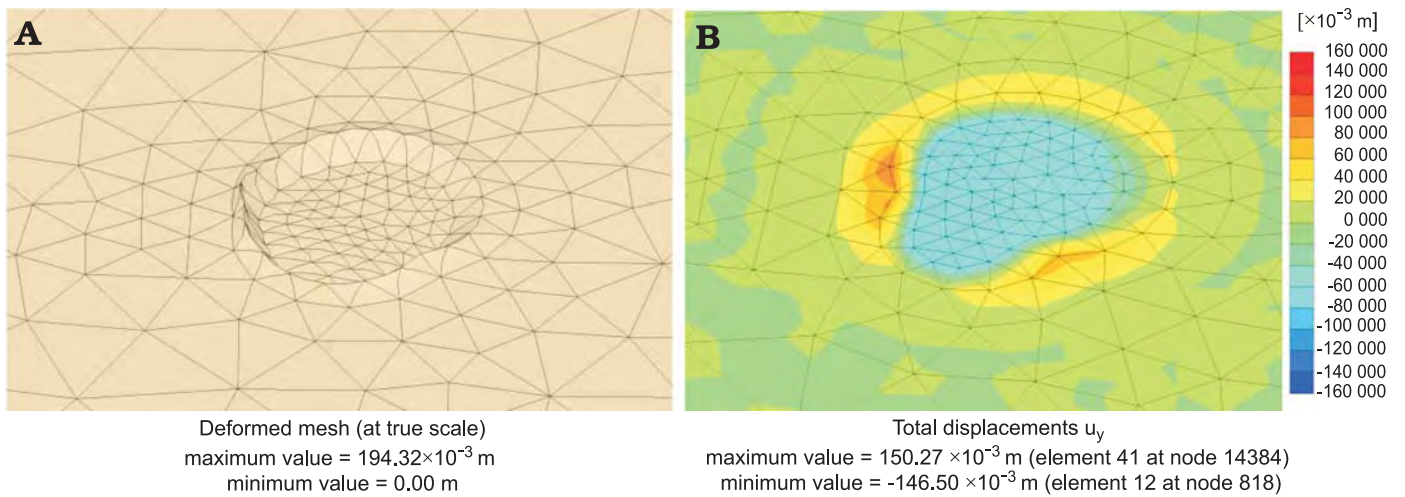 A
B
[×10⁻³ m]
160 000
140 000
120 000
100 000
80 000
60 000
40 000
20 000
0 000
-20 000
-40 000
-60 000
-80 000
-100 000
-120 000
-140 000
-160 000
Deformed mesh (at true scale)
maximum value = 194.32×10⁻³ m
minimum value = 0.00 m
Total displacements uy
maximum value = 150.27 ×10⁻³ m (element 41 at node 14384)
minimum value = -146.50 ×10⁻³ m (element 12 at node 818)